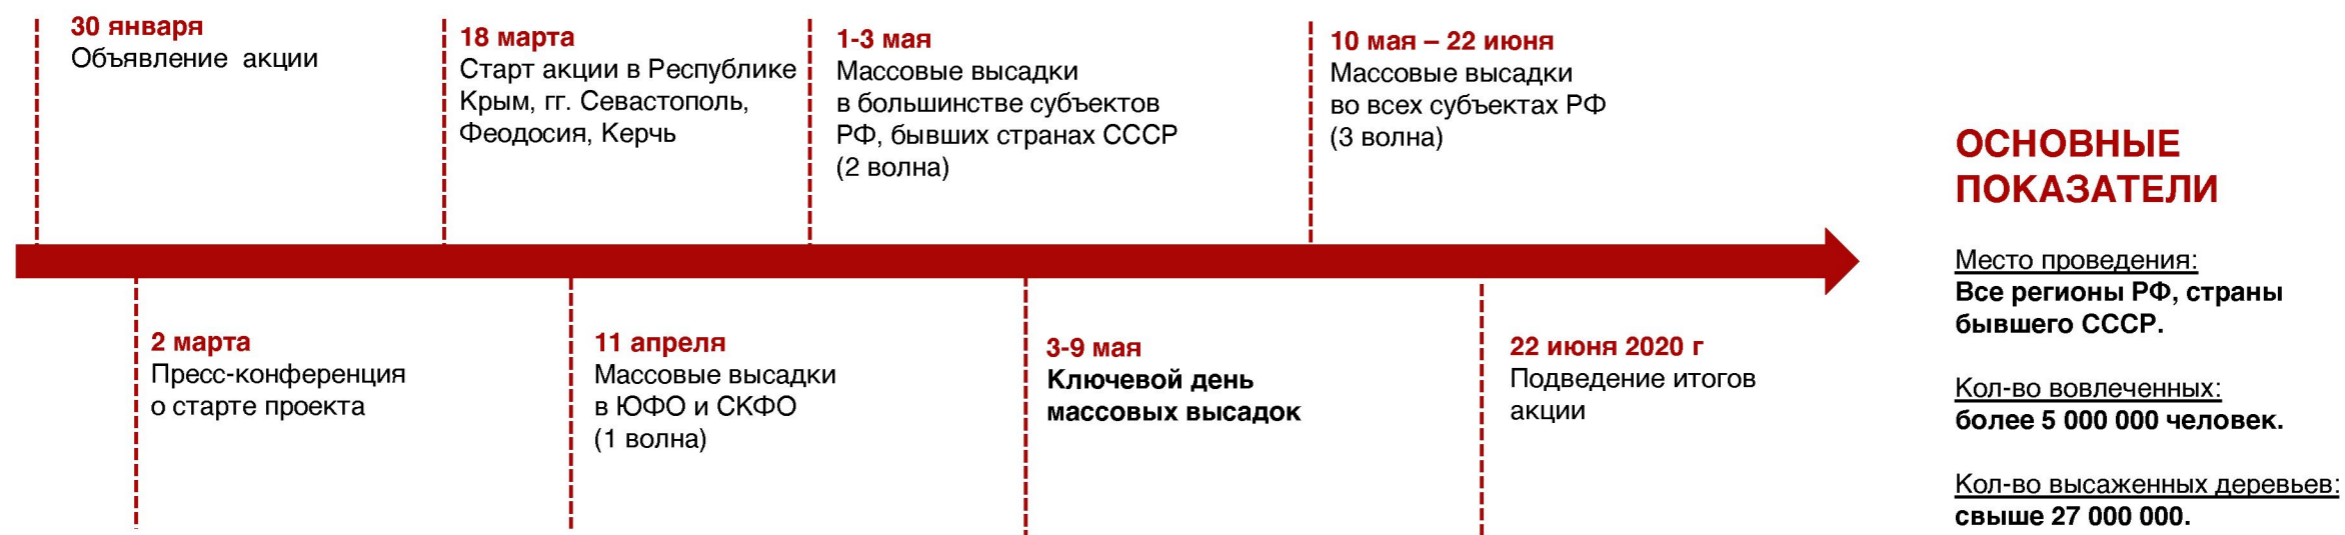 30 января
Объявление акции
18 марта
Старт акции в Республике
Крым, гг. Севастополь,
Феодосия, Керчь
1-3 мая
Массовые высадки
в большинстве субъектов
РФ, бывших странах СССР
(2 волна)
10 мая – 22 июня
Массовые высадки
во всех субъектах РФ
(3 волна)
2 марта
Пресс-конференция
о старте проекта
11 апреля
Массовые высадки
в ЮФО и СКФО
(1 волна)
3-9 мая
Ключевой день
массовых высадок
22 июня 2020 г
Подведение итогов
акции
ОСНОВНЫЕ
ПОКАЗАТЕЛИ
Место проведения:
Все регионы РФ, страны
бывшего СССР.
Кол-во вовлеченных:
более 5 000 000 человек.
Кол-во высаженных деревьев:
свыше 27 000 000.